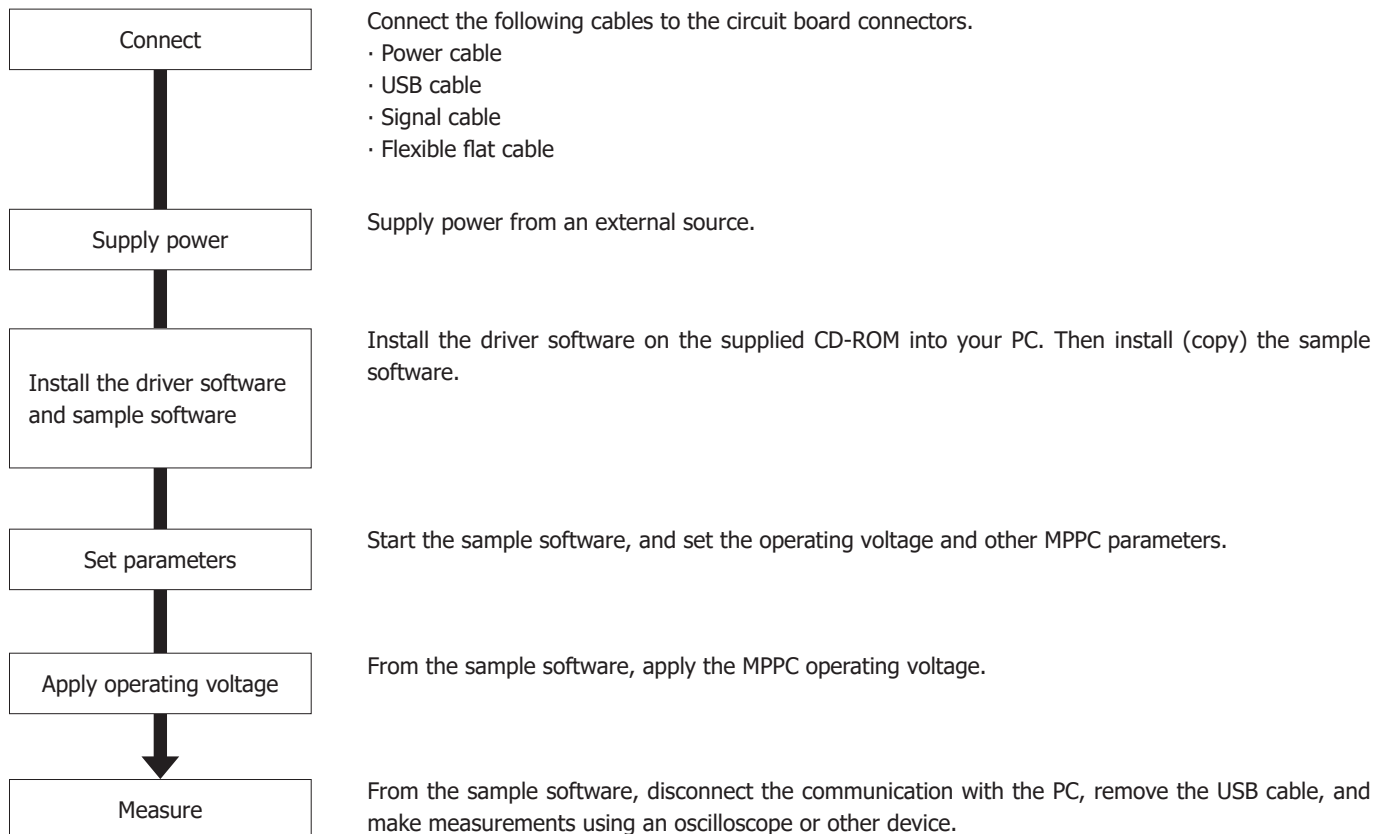 Connect
Connect the following cables to the circuit board connectors.
· Power cable
· USB cable
· Signal cable
· Flexible flat cable
Supply power
Supply power from an external source.
Install the driver software
and sample software
Install the driver software on the supplied CD-ROM into your PC. Then install (copy) the sample
software.
Set parameters
Start the sample software, and set the operating voltage and other MPPC parameters.
Apply operating voltage
From the sample software, apply the MPPC operating voltage.
Measure
From the sample software, disconnect the communication with the PC, remove the USB cable, and
make measurements using an oscilloscope or other device.